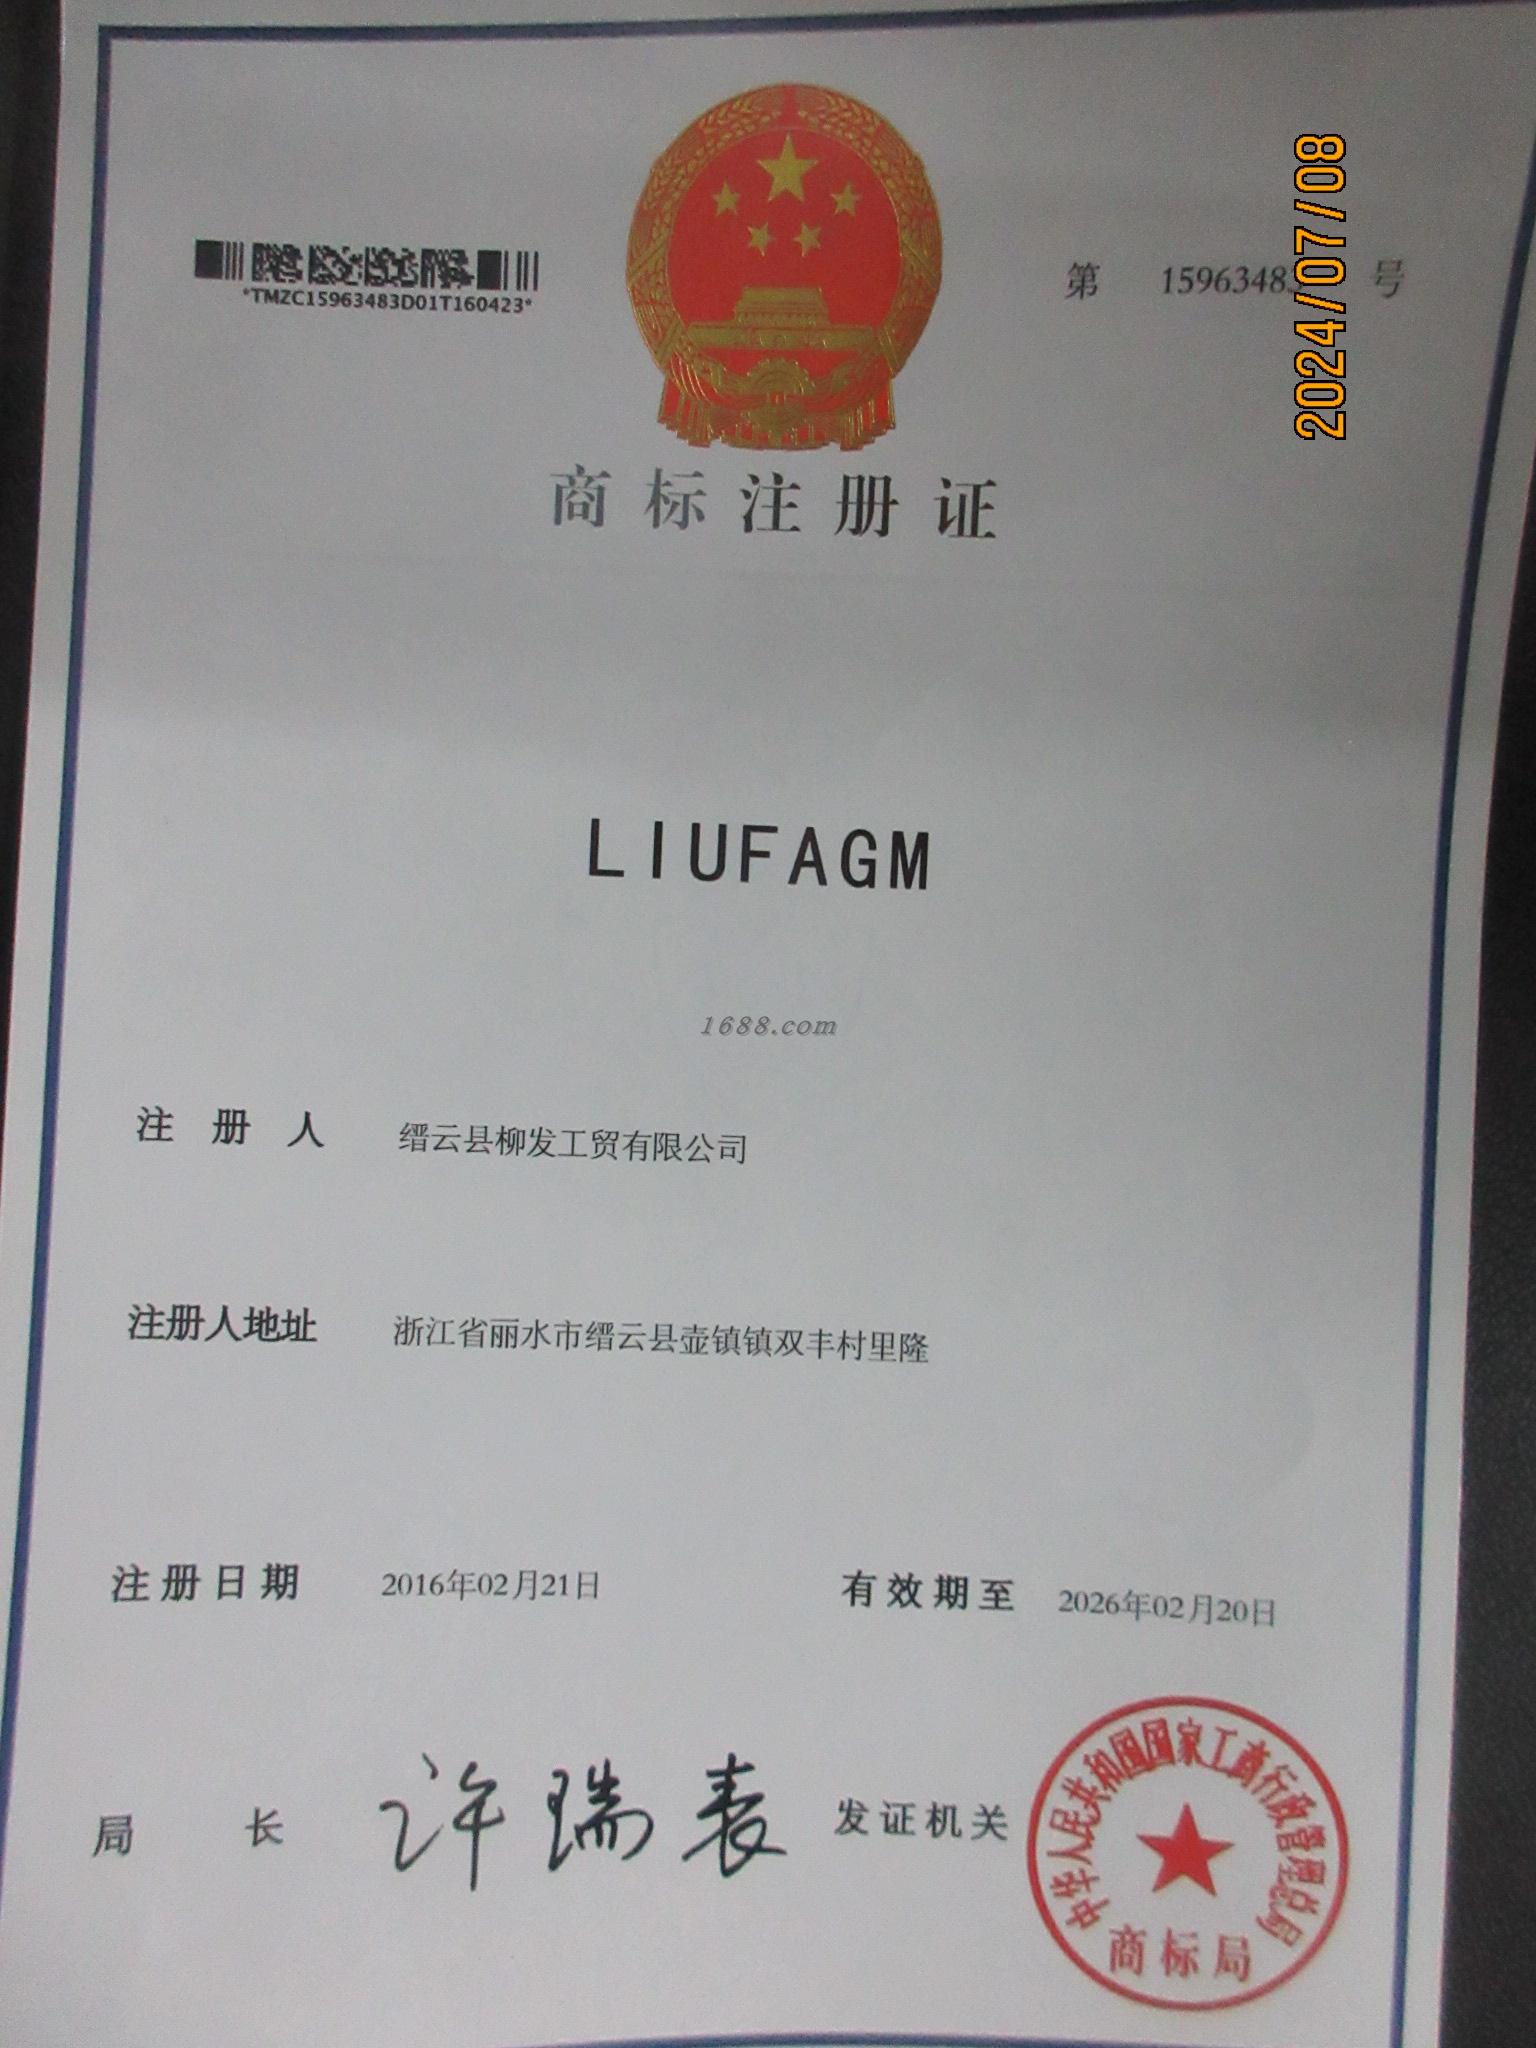 *TMZC15963483D01T160423*
第 15963483 号
2024/07/08
商标注册证
LIUFAGM
1688.com
注册人 缙云县柳发工贸有限公司
注册人地址 浙江省丽水市缙云县壶镇镇双丰村里隆
注册日期 2016年02月21日 有效期至 2026年02月20日
局长 许瑞表 发证机关
中华人民共和国国家工商行政管理总局
商标局